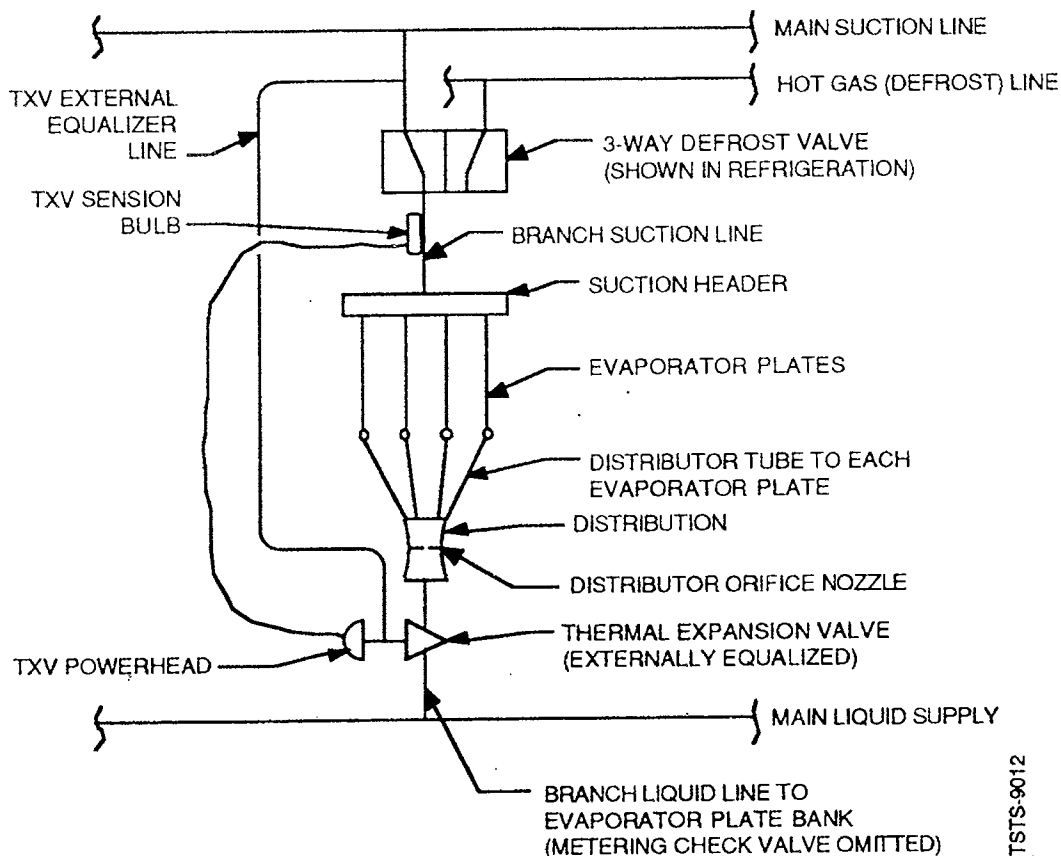 MAIN SUCTION LINE
HOT GAS (DEFROST) LINE
TXV EXTERNAL
EQUALIZER
LINE
3-WAY DEFROST VALVE
(SHOWN IN REFRIGERATION)
TXV SENSION
BULB
BRANCH SUCTION LINE
SUCTION HEADER
EVAPORATOR PLATES
DISTRIBUTOR TUBE TO EACH
EVAPORATOR PLATE
DISTRIBUTION
DISTRIBUTOR ORIFICE NOZZLE
THERMAL EXPANSION VALVE
(EXTERNALLY EQUALIZED)
TXV POWERHEAD
MAIN LIQUID SUPPLY
BRANCH LIQUID LINE TO
EVAPORATOR PLATE BANK
(METERING CHECK VALVE OMITTED)
TSTS-9012